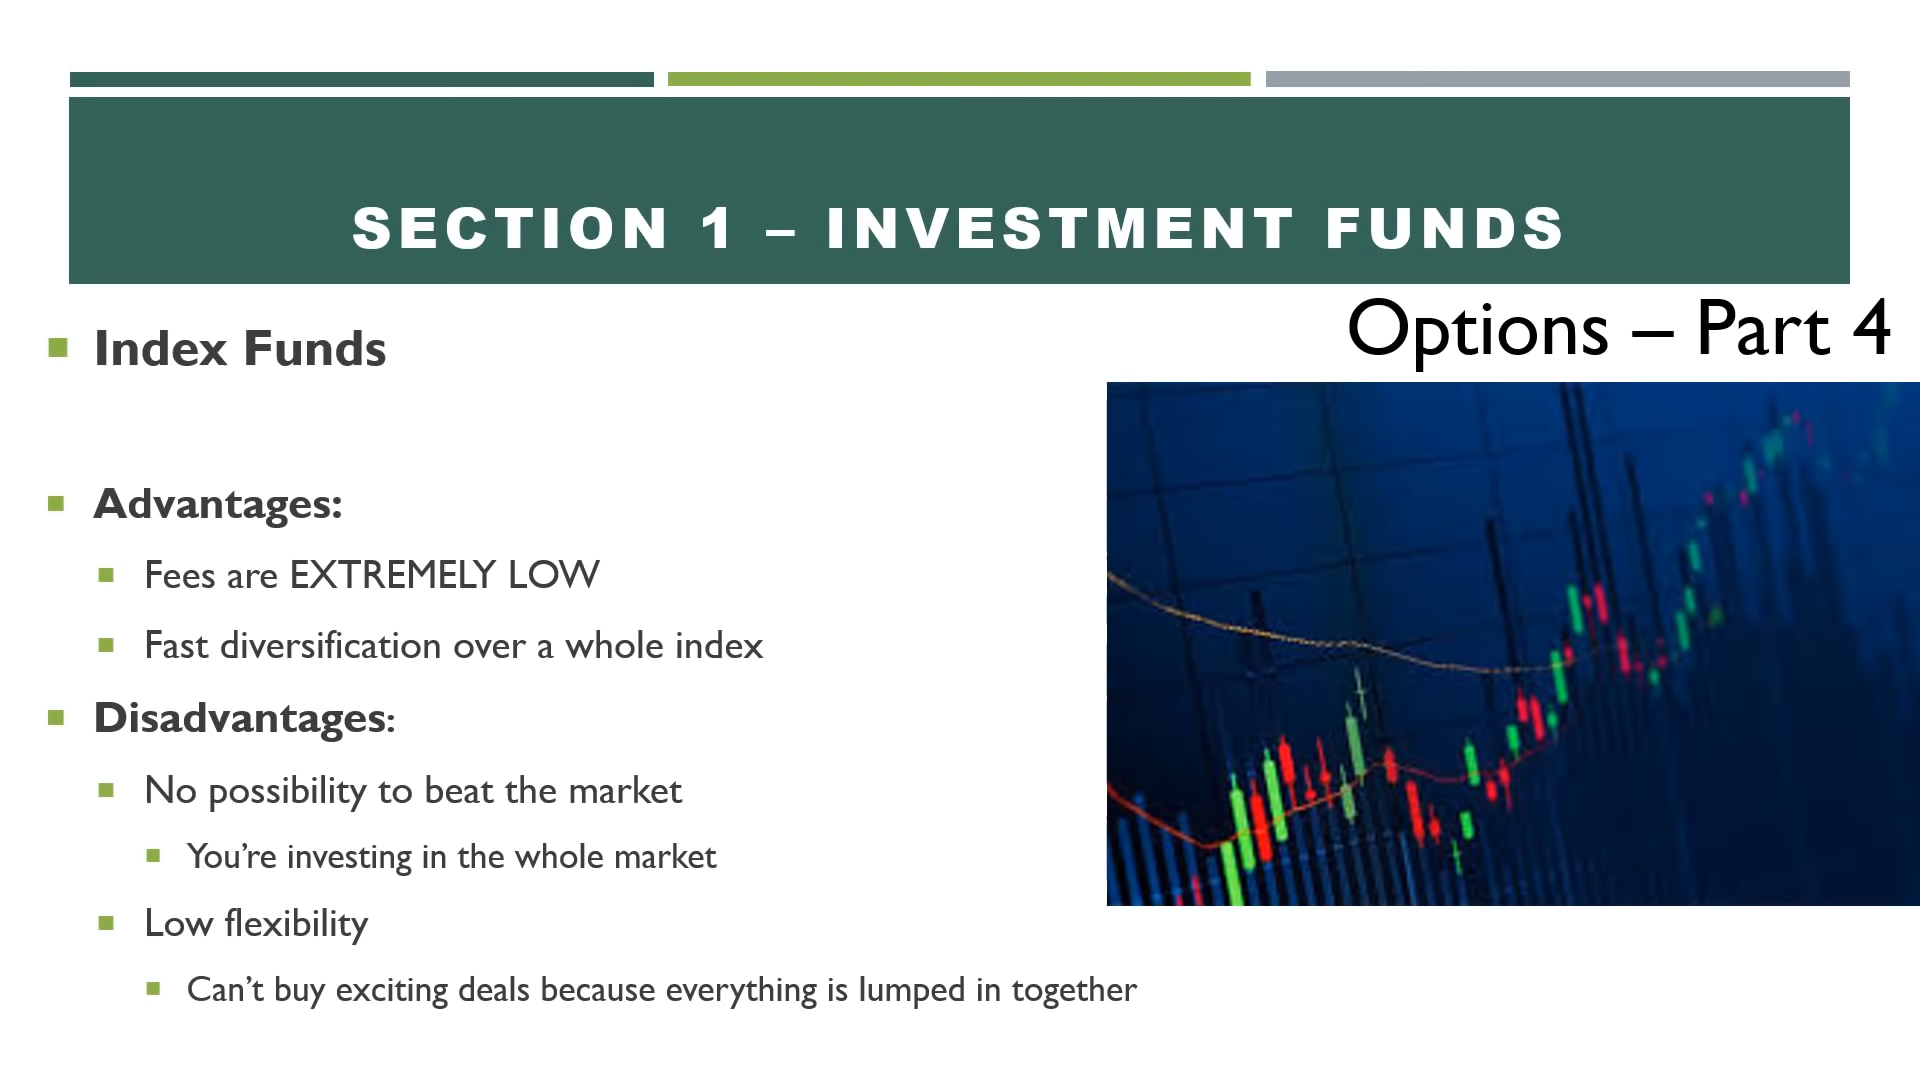 SECTION 1 – INVESTMENT FUNDS
Options – Part 4
Index Funds
Advantages:
Fees are EXTREMELY LOW
Fast diversification over a whole index
Disadvantages:
No possibility to beat the market
You’re investing in the whole market
Low flexibility
Can’t buy exciting deals because everything is lumped in together